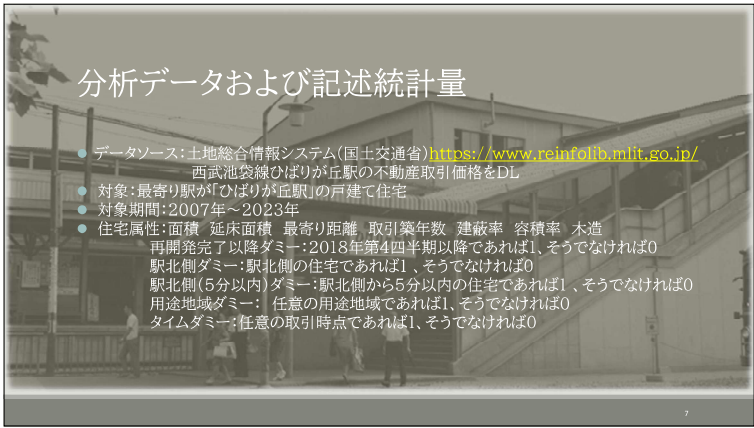 分析データおよび記述統計量
データソース：土地総合情報システム（国土交通省）https://www.reinfolib.mlit.go.jp/
西武池袋線ひばりが丘駅の不動産取引価格をDL
対象：最寄り駅が「ひばりが丘駅」の戸建て住宅
対象期間：2007年～2023年
住宅属性：面積　延床面積　最寄り距離　取引築年数　建蔽率　容積率　木造
再開発完了以降ダミー：2018年第4四半期以降であれば1、そうでなければ0
駅北側ダミー：駅北側の住宅であれば1 、そうでなければ0
駅北側（5分以内）ダミー：駅北側から5分以内の住宅であれば1 、そうでなければ0
用途地域ダミー：　任意の用途地域であれば1、そうでなければ0
タイムダミー：任意の取引時点であれば1、そうでなければ0
7